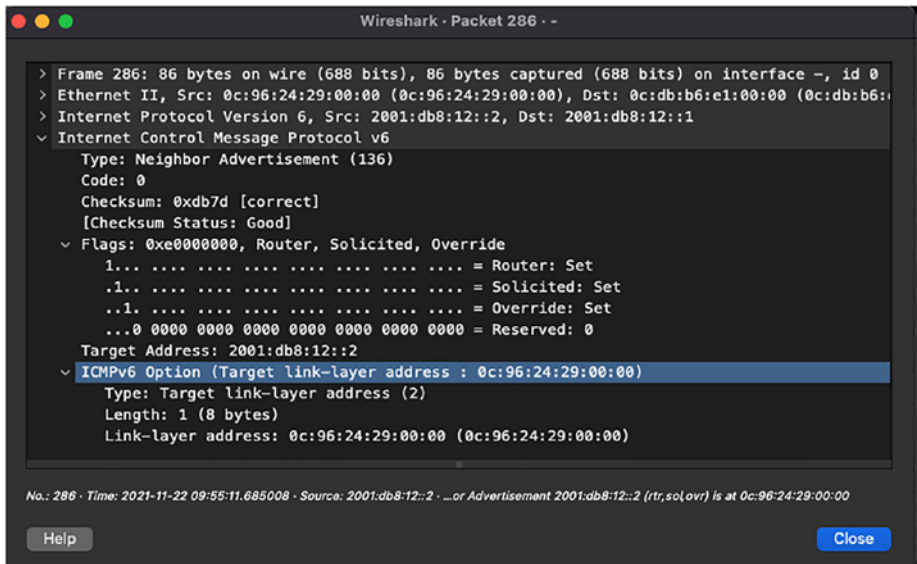 Wireshark · Packet 286 · -
> Frame 286: 86 bytes on wire (688 bits), 86 bytes captured (688 bits) on interface -, id 0
> Ethernet II, Src: 0c:96:24:29:00:00 (0c:96:24:29:00:00), Dst: 0c:db:b6:e1:00:00 (0c:db:b6:
> Internet Protocol Version 6, Src: 2001:db8:12::2, Dst: 2001:db8:12::1
Internet Control Message Protocol v6
Type: Neighbor Advertisement (136)
Code: 0
Checksum: 0xdb7d [correct]
[Checksum Status: Good]
Flags: 0xe0000000, Router, Solicited, Override
1... .... .... .... .... .... .... .... = Router: Set
.1.. .... .... .... .... .... .... .... = Solicited: Set
..1. .... .... .... .... .... .... .... = Override: Set
...0 0000 0000 0000 0000 0000 0000 0000 = Reserved: 0
Target Address: 2001:db8:12::2
ICMPv6 Option (Target link-layer address : 0c:96:24:29:00:00)
Type: Target link-layer address (2)
Length: 1 (8 bytes)
Link-layer address: 0c:96:24:29:00:00 (0c:96:24:29:00:00)
No.: 286 · Time: 2021-11-22 09:55:11.685008 · Source: 2001:db8:12::2 · ...or Advertisement 2001:db8:12::2 (rtr,sol,ovr) is at 0c:96:24:29:00:00
Help
Close